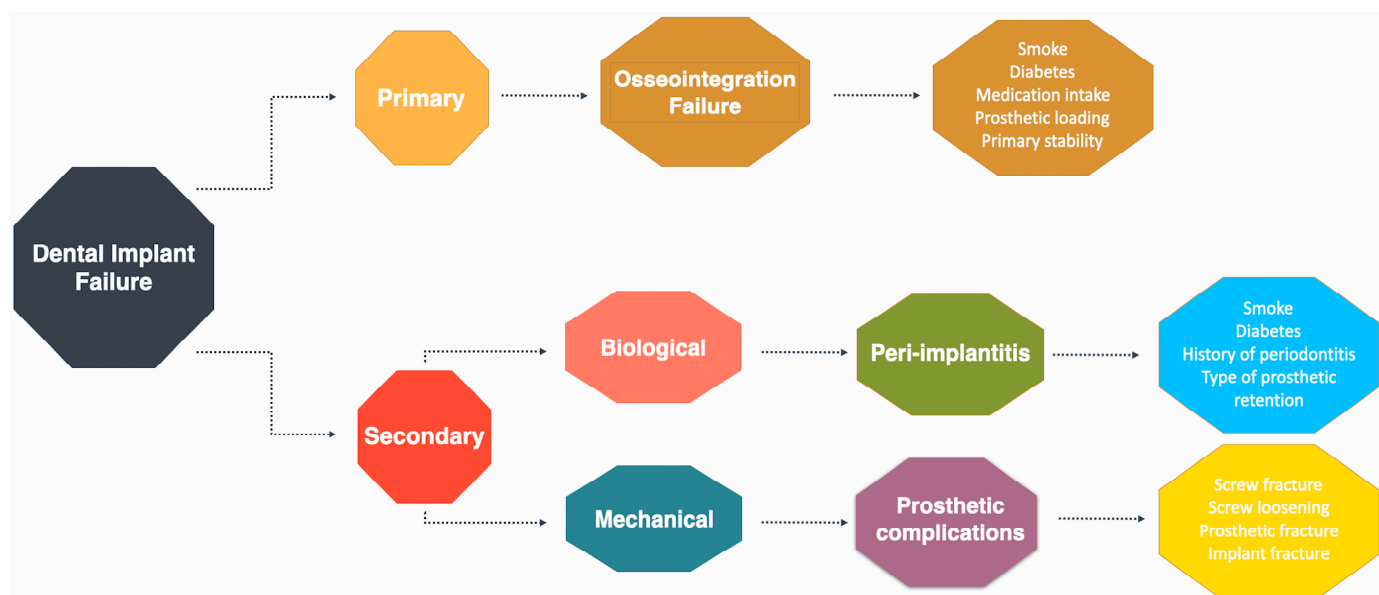 Primary
Osseointegration
Failure
Smoke
Diabetes
Medication intake
Prosthetic loading
Primary stability
Dental Implant
Failure
Secondary
Biological
Peri-implantitis
Smoke
Diabetes
History of periodontitis
Type of prosthetic
retention
Mechanical
Prosthetic
complications
Screw fracture
Screw loosening
Prosthetic fracture
Implant fracture